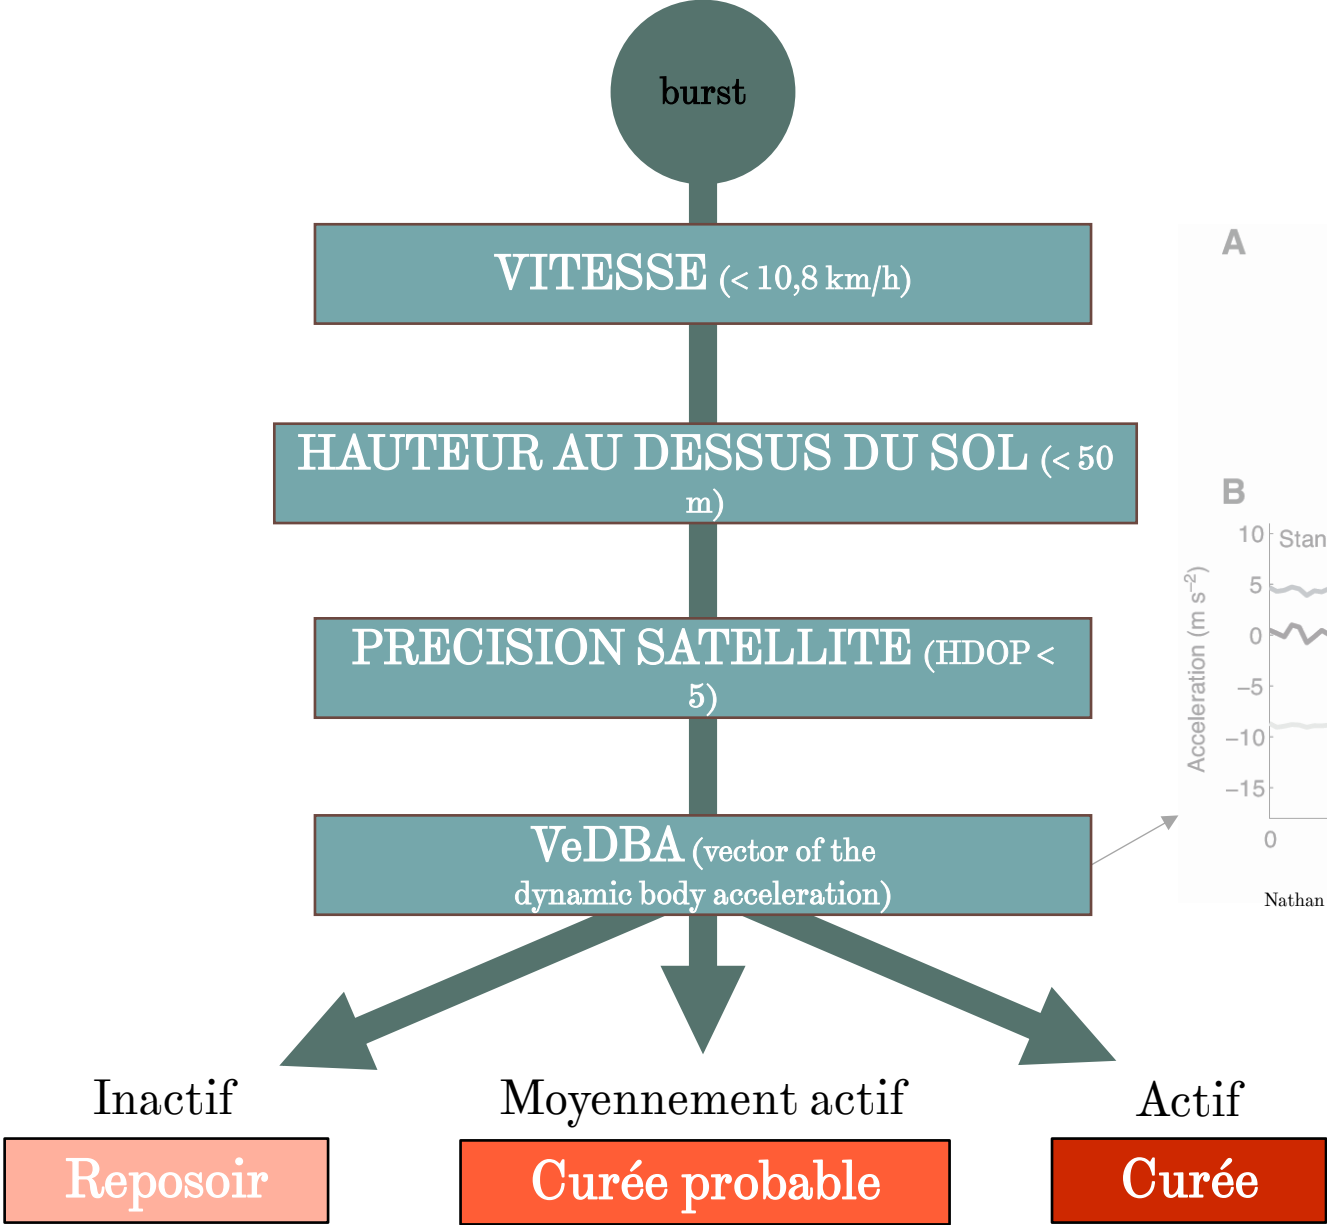 burst
VITESSE (< 10,8 km/h)
HAUTEUR AU DESSUS DU SOL (< 50
m)
PRECISION SATELLITE (HDOP <
5)
VeDBA (vector of the
dynamic body acceleration)
Inactif
Moyennement actif
Actif
Reposoir
Curée probable
Curée
A
B
Acceleration (m s⁻²)
10
5
0
−5
−10
−15
Stan
0
Nathan